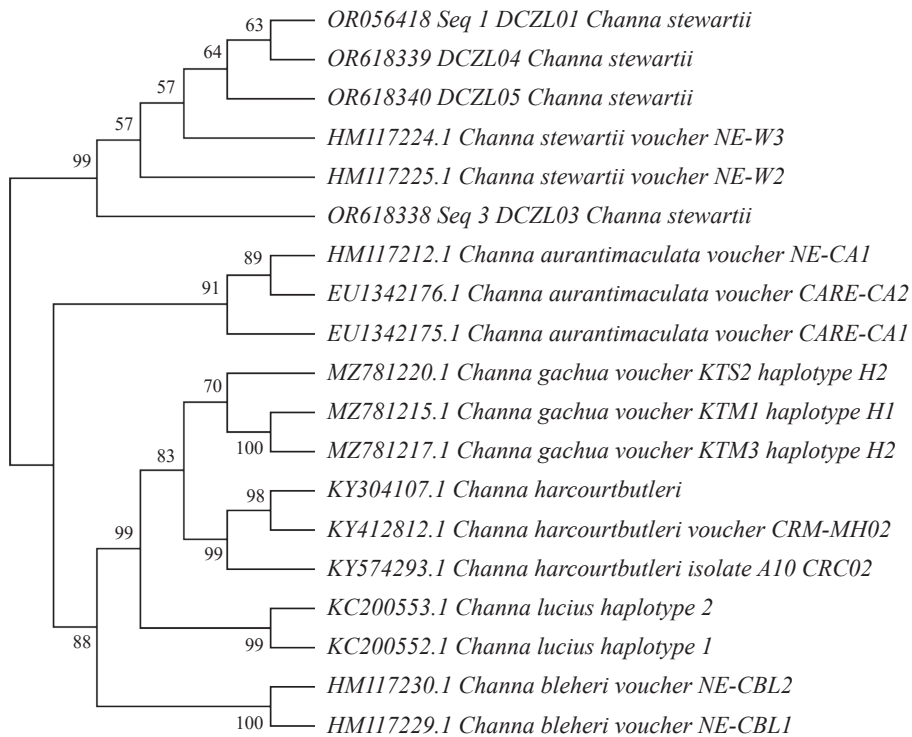 63
OR056418 Seq 1 DCZL01 Channa stewartii
64
OR618339 DCZL04 Channa stewartii
57
OR618340 DCZL05 Channa stewartii
57
HM117224.1 Channa stewartii voucher NE-W3
99
HM117225.1 Channa stewartii voucher NE-W2
OR618338 Seq 3 DCZL03 Channa stewartii
89
HM117212.1 Channa aurantimaculata voucher NE-CA1
91
EU1342176.1 Channa aurantimaculata voucher CARE-CA2
EU1342175.1 Channa aurantimaculata voucher CARE-CA1
70
MZ781220.1 Channa gachua voucher KTS2 haplotype H2
MZ781215.1 Channa gachua voucher KTM1 haplotype H1
100
MZ781217.1 Channa gachua voucher KTM3 haplotype H2
83
98
KY304107.1 Channa harcourtbutleri
99
KY412812.1 Channa harcourtbutleri voucher CRM-MH02
99
KY574293.1 Channa harcourtbutleri isolate A10 CRC02
KC200553.1 Channa lucius haplotype 2
88
99
KC200552.1 Channa lucius haplotype 1
HM117230.1 Channa bleheri voucher NE-CBL2
100
HM117229.1 Channa bleheri voucher NE-CBL1